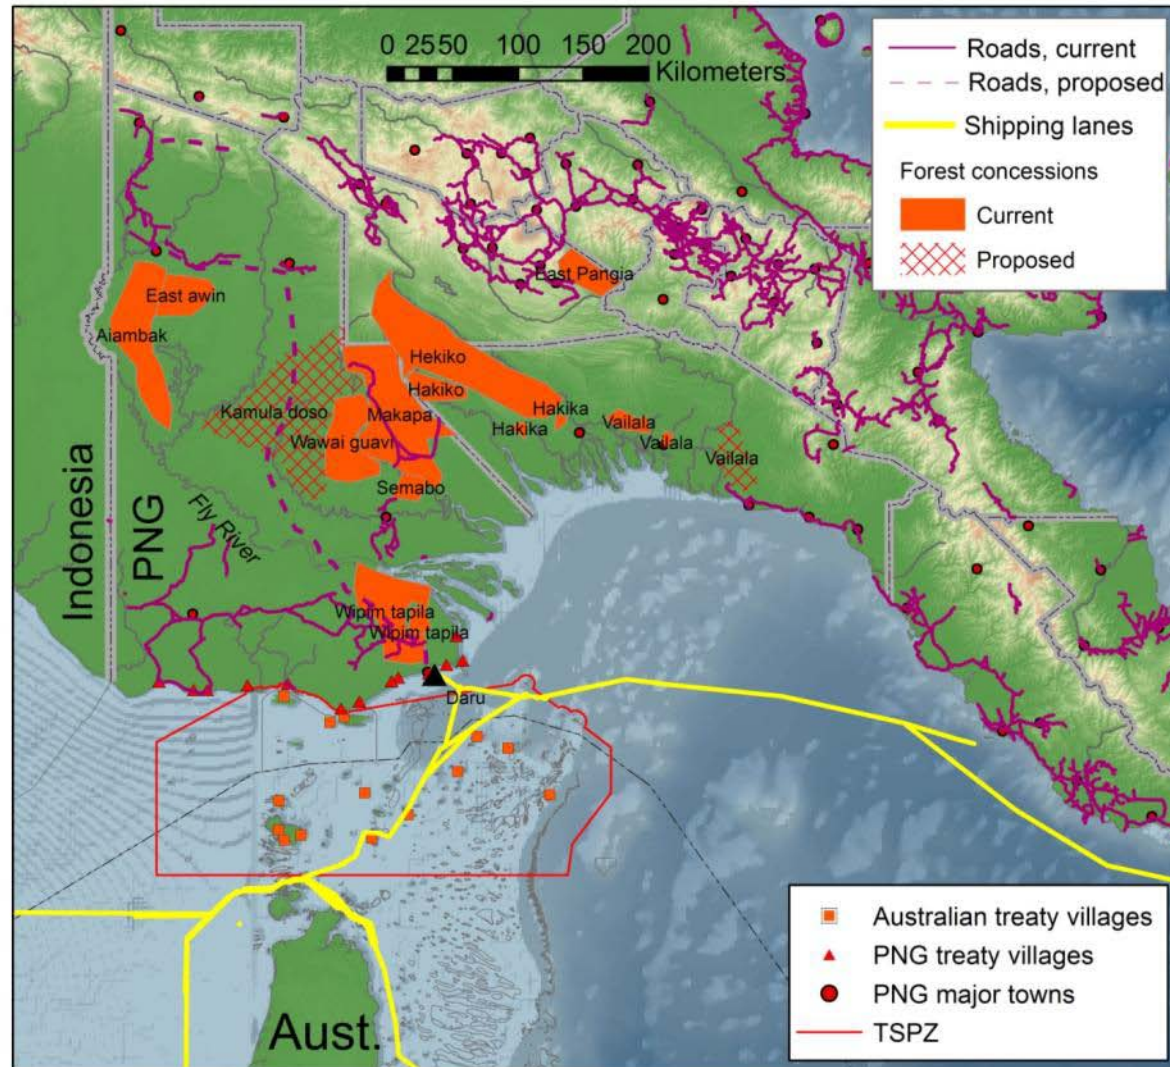 0 25 50 100 150 200
Kilometers
Roads, current
Roads, proposed
Shipping lanes
Forest concessions
Current
Proposed
East Pangia
East awin
Aiambak
Hekiko
Hakiko
Kamula doso
Makapa
Hakika
Hakika
Vailala
Vailala
Vailala
Wawai guavi
Semabo
Indonesia
PNG
Fly River
Wipim tapila
Wipim tapila
Daru
Aust.
Australian treaty villages
PNG treaty villages
PNG major towns
TSPZ